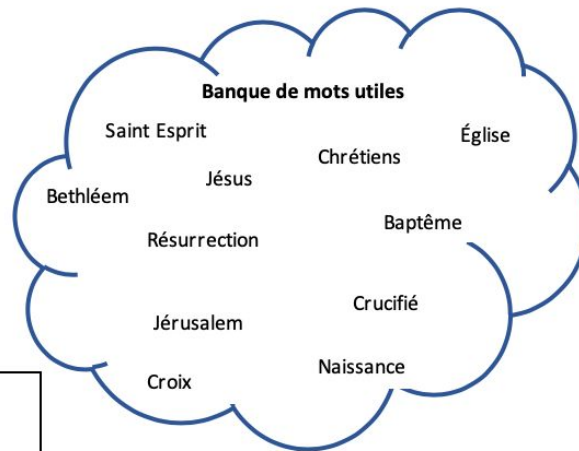 Banque de mots utiles
Saint Esprit
Église
Chrétiens
Jésus
Bethléem
Baptême
Résurrection
Crucifié
Jérusalem
Naissance
Croix